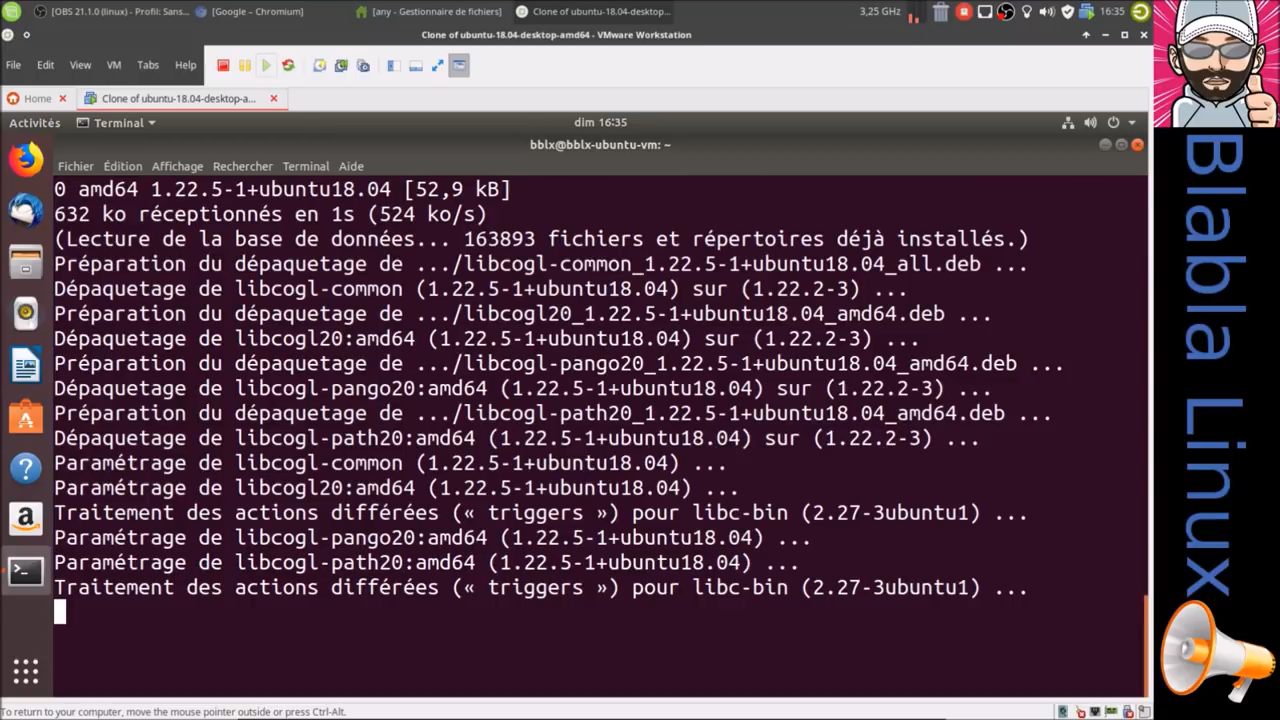 [OBS 21.1.0 (linux) - Profil: Sans...
[Google – Chromium]
[any - Gestionnaire de fichiers]
Clone of ubuntu-18.04-desktop...
3,25 GHz
16:35
Clone of ubuntu-18.04-desktop-amd64 - VMware Workstation
File Edit View VM Tabs Help
Home
Clone of ubuntu-18.04-desktop-a...
Activités
Terminal
dim 16:35
bblx@bblx-ubuntu-vm: ~
Fichier Édition Affichage Rechercher Terminal Aide
0 amd64 1.22.5-1+ubuntu18.04 [52,9 kB]
632 ko réceptionnés en 1s (524 ko/s)
(Lecture de la base de données... 163893 fichiers et répertoires déjà installés.)
Préparation du dépaquetage de .../libcogl-common_1.22.5-1+ubuntu18.04_all.deb ...
Dépaquetage de libcogl-common (1.22.5-1+ubuntu18.04) sur (1.22.2-3) ...
Préparation du dépaquetage de .../libcogl20_1.22.5-1+ubuntu18.04_amd64.deb ...
Dépaquetage de libcogl20:amd64 (1.22.5-1+ubuntu18.04) sur (1.22.2-3) ...
Préparation du dépaquetage de .../libcogl-pango20_1.22.5-1+ubuntu18.04_amd64.deb ...
Dépaquetage de libcogl-pango20:amd64 (1.22.5-1+ubuntu18.04) sur (1.22.2-3) ...
Préparation du dépaquetage de .../libcogl-path20_1.22.5-1+ubuntu18.04_amd64.deb ...
Dépaquetage de libcogl-path20:amd64 (1.22.5-1+ubuntu18.04) sur (1.22.2-3) ...
Paramétrage de libcogl-common (1.22.5-1+ubuntu18.04) ...
Paramétrage de libcogl20:amd64 (1.22.5-1+ubuntu18.04) ...
Traitement des actions différées (« triggers ») pour libc-bin (2.27-3ubuntu1) ...
Paramétrage de libcogl-pango20:amd64 (1.22.5-1+ubuntu18.04) ...
Paramétrage de libcogl-path20:amd64 (1.22.5-1+ubuntu18.04) ...
Traitement des actions différées (« triggers ») pour libc-bin (2.27-3ubuntu1) ...
To return to your computer, move the mouse pointer outside or press Ctrl-Alt.
Blabla Linux